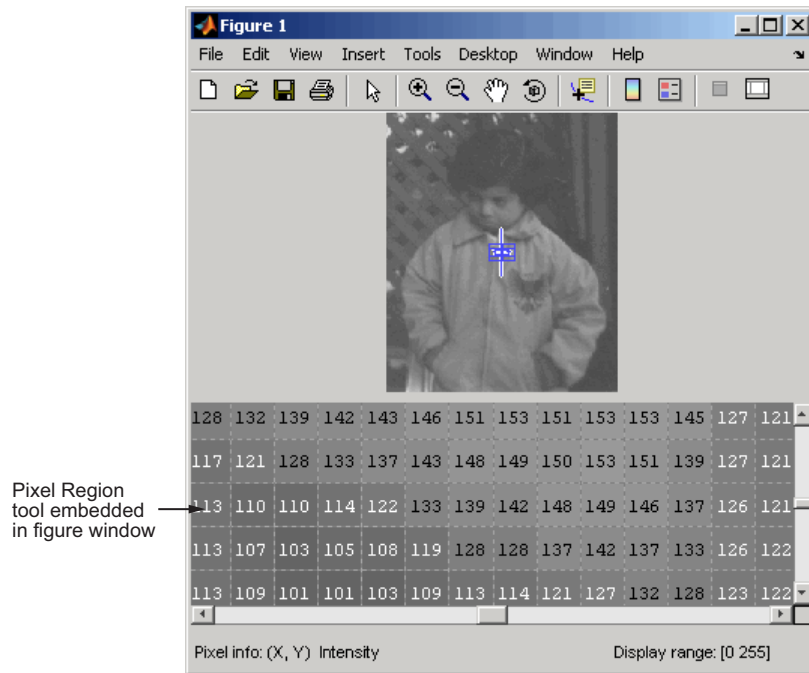 Figure 1
File Edit View Insert Tools Desktop Window Help
128 132 139 142 143 146 151 153 151 153 153 145 127 121
117 121 128 133 137 143 148 149 150 153 151 139 127 121
Pixel Region
tool embedded
in figure window
113 110 110 114 122 133 139 142 148 149 146 137 126 121
113 107 103 105 108 119 128 128 137 142 137 133 126 122
113 109 101 101 103 109 113 114 121 127 132 128 123 122
Pixel info: (X, Y) Intensity Display range: [0 255]